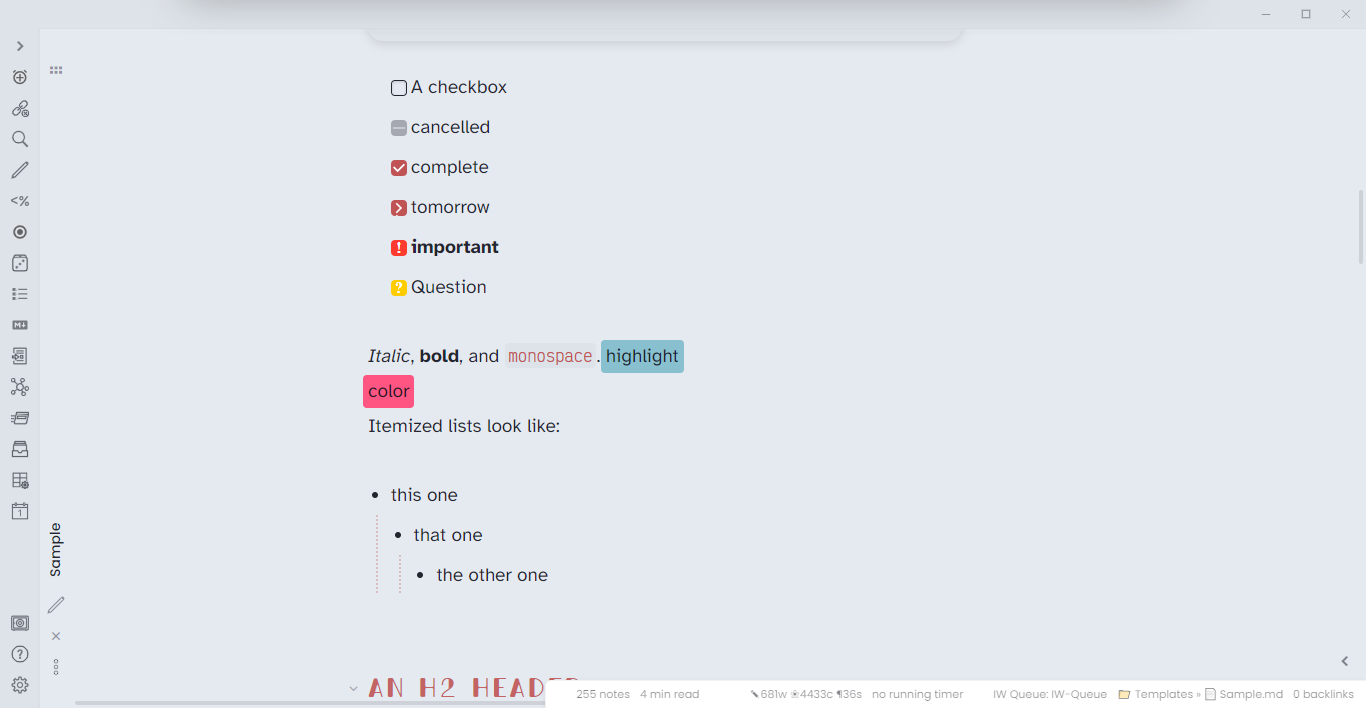 A checkbox
cancelled
complete
tomorrow
important
Question
Italic, bold, and monospace. highlight
color
Itemized lists look like:
• this one
• that one
• the other one
AN H2 HEADER
Sample
<%
M↓
1
255 notes 4 min read ✎681w ❀4433c ¶36s no running timer IW Queue: IW-Queue Templates » Sample.md 0 backlinks